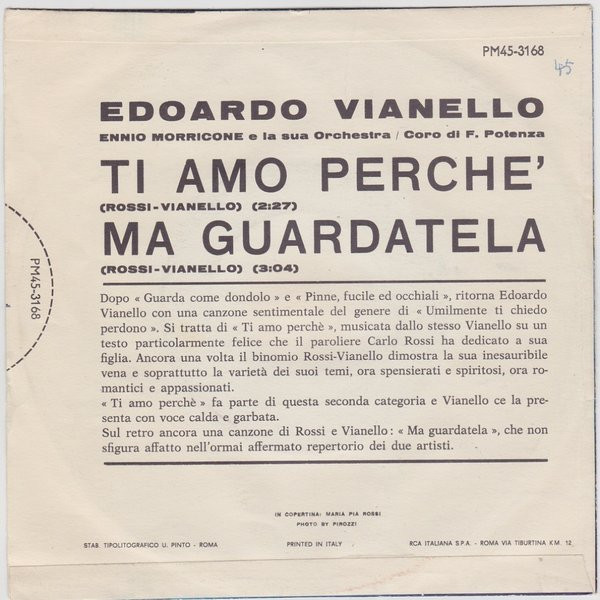 PM45-3168
45
EDOARDO VIANELLO
ENNIO MORRICONE e la sua Orchestra / Coro di F. Potenza
TI AMO PERCHE'
(ROSSI-VIANELLO) (2:27)
MA GUARDATELA
(ROSSI-VIANELLO) (3:04)
PM45-3168
Dopo « Guarda come dondolo » e « Pinne, fucile ed occhiali », ritorna Edoardo
Vianello con una canzone sentimentale del genere di « Umilmente ti chiedo
perdono ». Si tratta di « Ti amo perchè », musicata dallo stesso Vianello su un
testo particolarmente felice che il paroliere Carlo Rossi ha dedicato a sua
figlia. Ancora una volta il binomio Rossi-Vianello dimostra la sua inesauribile
vena e soprattutto la varietà dei suoi temi, ora spensierati e spiritosi, ora ro-
mantici e appassionati.
« Ti amo perchè » fa parte di questa seconda categoria e Vianello ce la pre-
senta con voce calda e garbata.
Sul retro ancora una canzone di Rossi e Vianello: « Ma guardatela », che non
sfigura affatto nell'ormai affermato repertorio dei due artisti.
IN COPERTINA: MARIA PIA ROSSI
PHOTO BY PIROZZI
STAB. TIPOLITOGRAFICO U. PINTO - ROMA
PRINTED IN ITALY
RCA ITALIANA S.P.A. - ROMA VIA TIBURTINA KM. 12